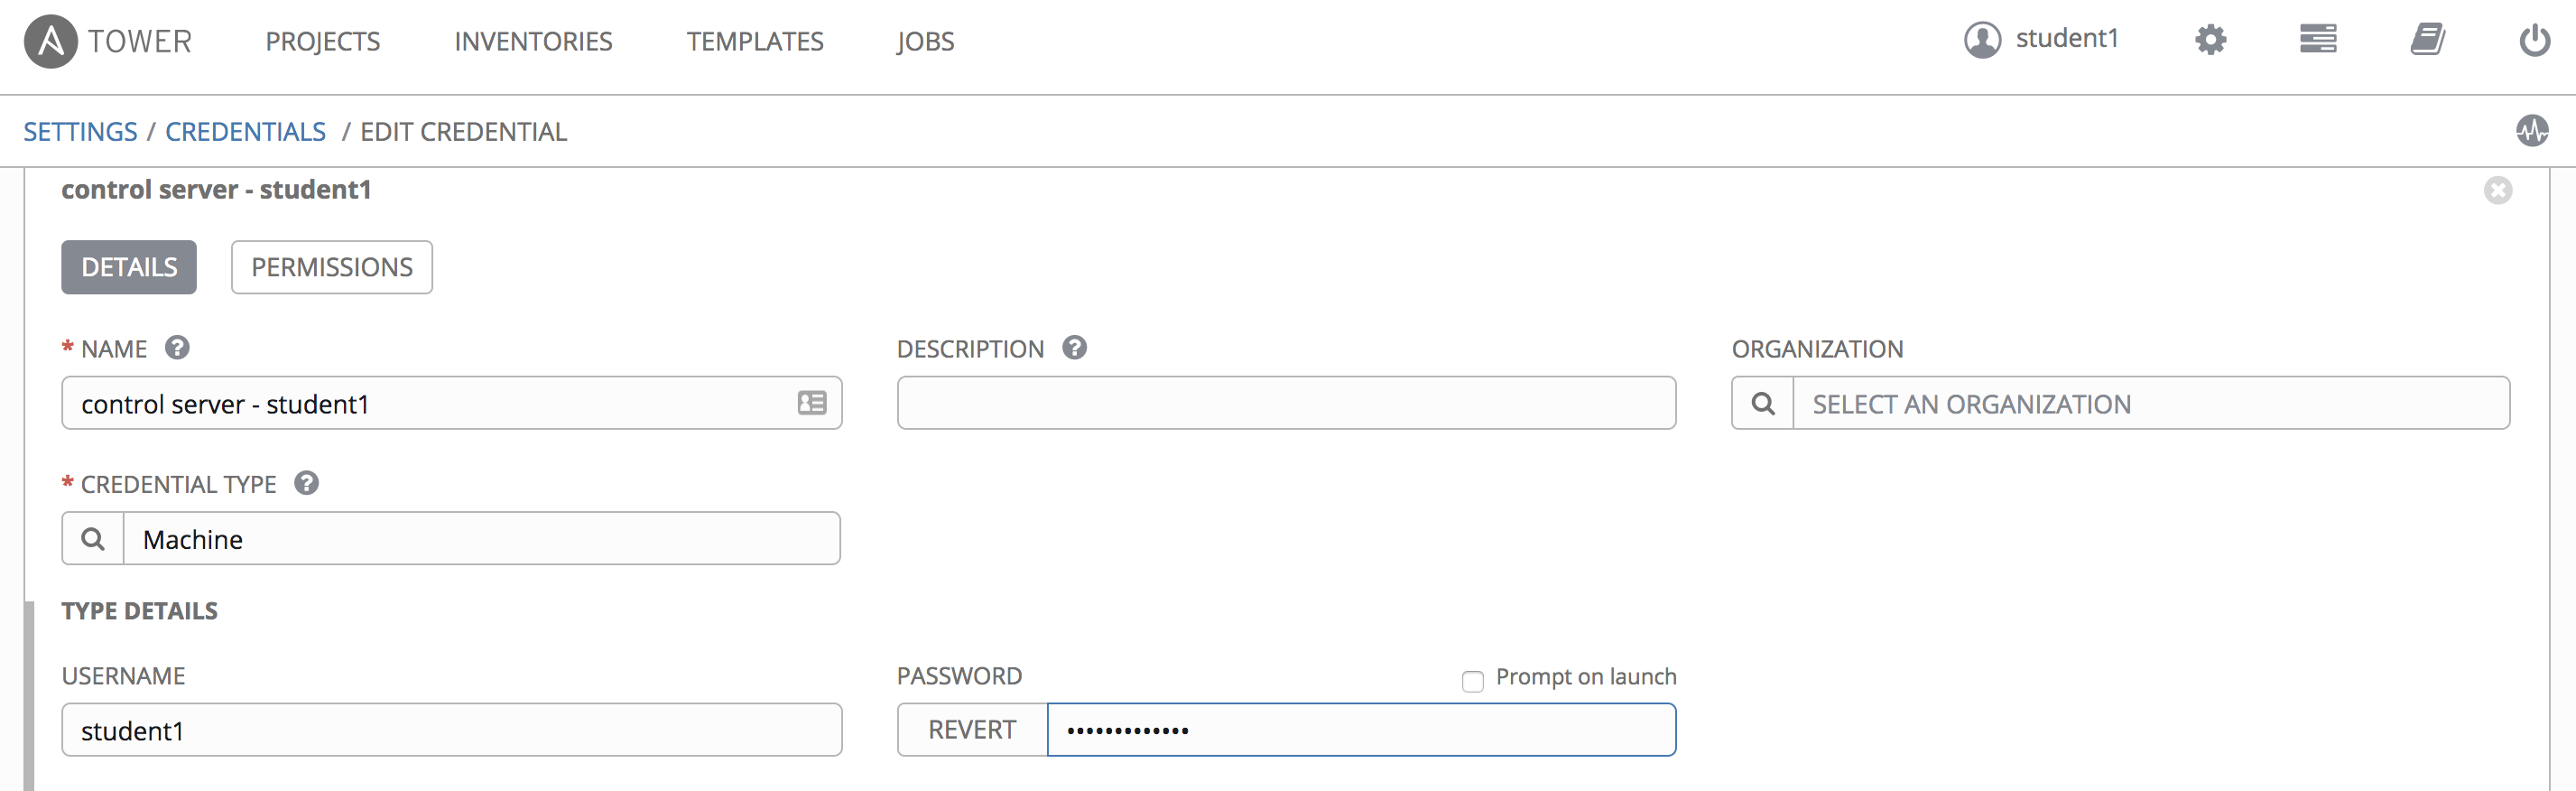 TOWER PROJECTS INVENTORIES TEMPLATES JOBS student1
SETTINGS / CREDENTIALS / EDIT CREDENTIAL
control server - student1
DETAILS PERMISSIONS
* NAME ? DESCRIPTION ? ORGANIZATION
control server - student1 SELECT AN ORGANIZATION
* CREDENTIAL TYPE ?
Machine
TYPE DETAILS
USERNAME PASSWORD Prompt on launch
student1 REVERT •••••••••••••